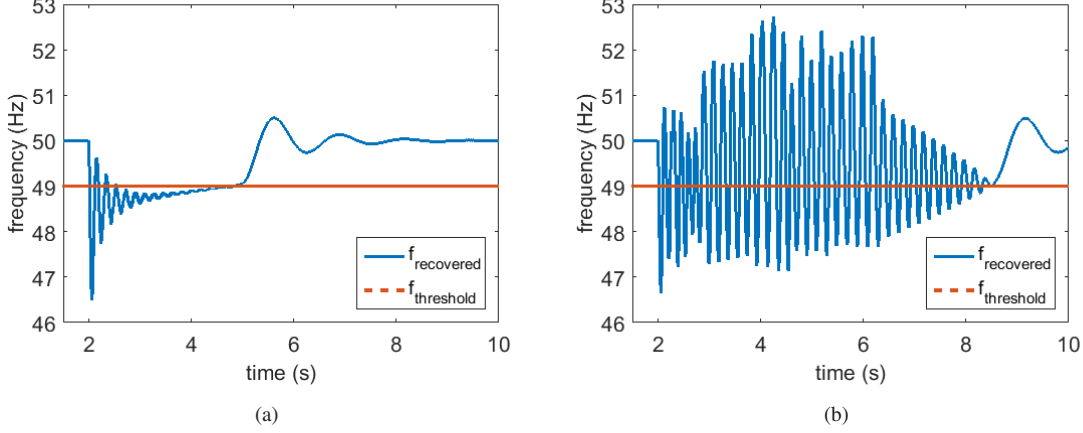 53
52
51
50
49
48
47
46
frequency (Hz)
2
4
6
8
10
time (s)
f_recovered
f_threshold
(a)
53
52
51
50
49
48
47
46
frequency (Hz)
2
4
6
8
10
time (s)
f_recovered
f_threshold
(b)